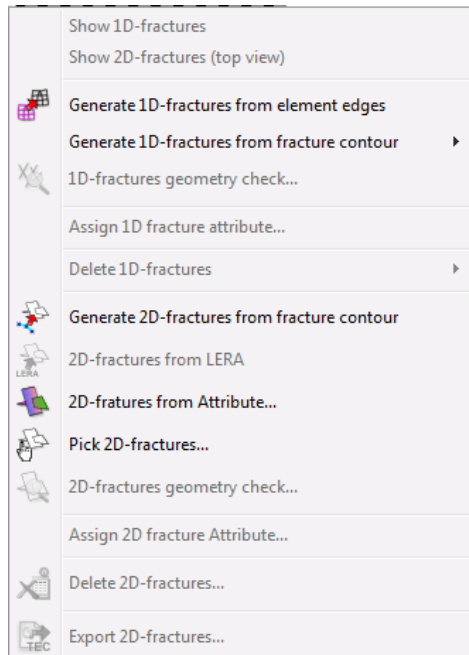 Show 1D-fractures
Show 2D-fractures (top view)
Generate 1D-fractures from element edges
Generate 1D-fractures from fracture contour
1D-fractures geometry check...
Assign 1D fracture attribute...
Delete 1D-fractures
Generate 2D-fractures from fracture contour
LERA
2D-fractures from LERA
2D-fratures from Attribute...
Pick 2D-fractures...
2D-fractures geometry check...
Assign 2D fracture Attribute...
Delete 2D-fractures...
TEC
Export 2D-fractures...